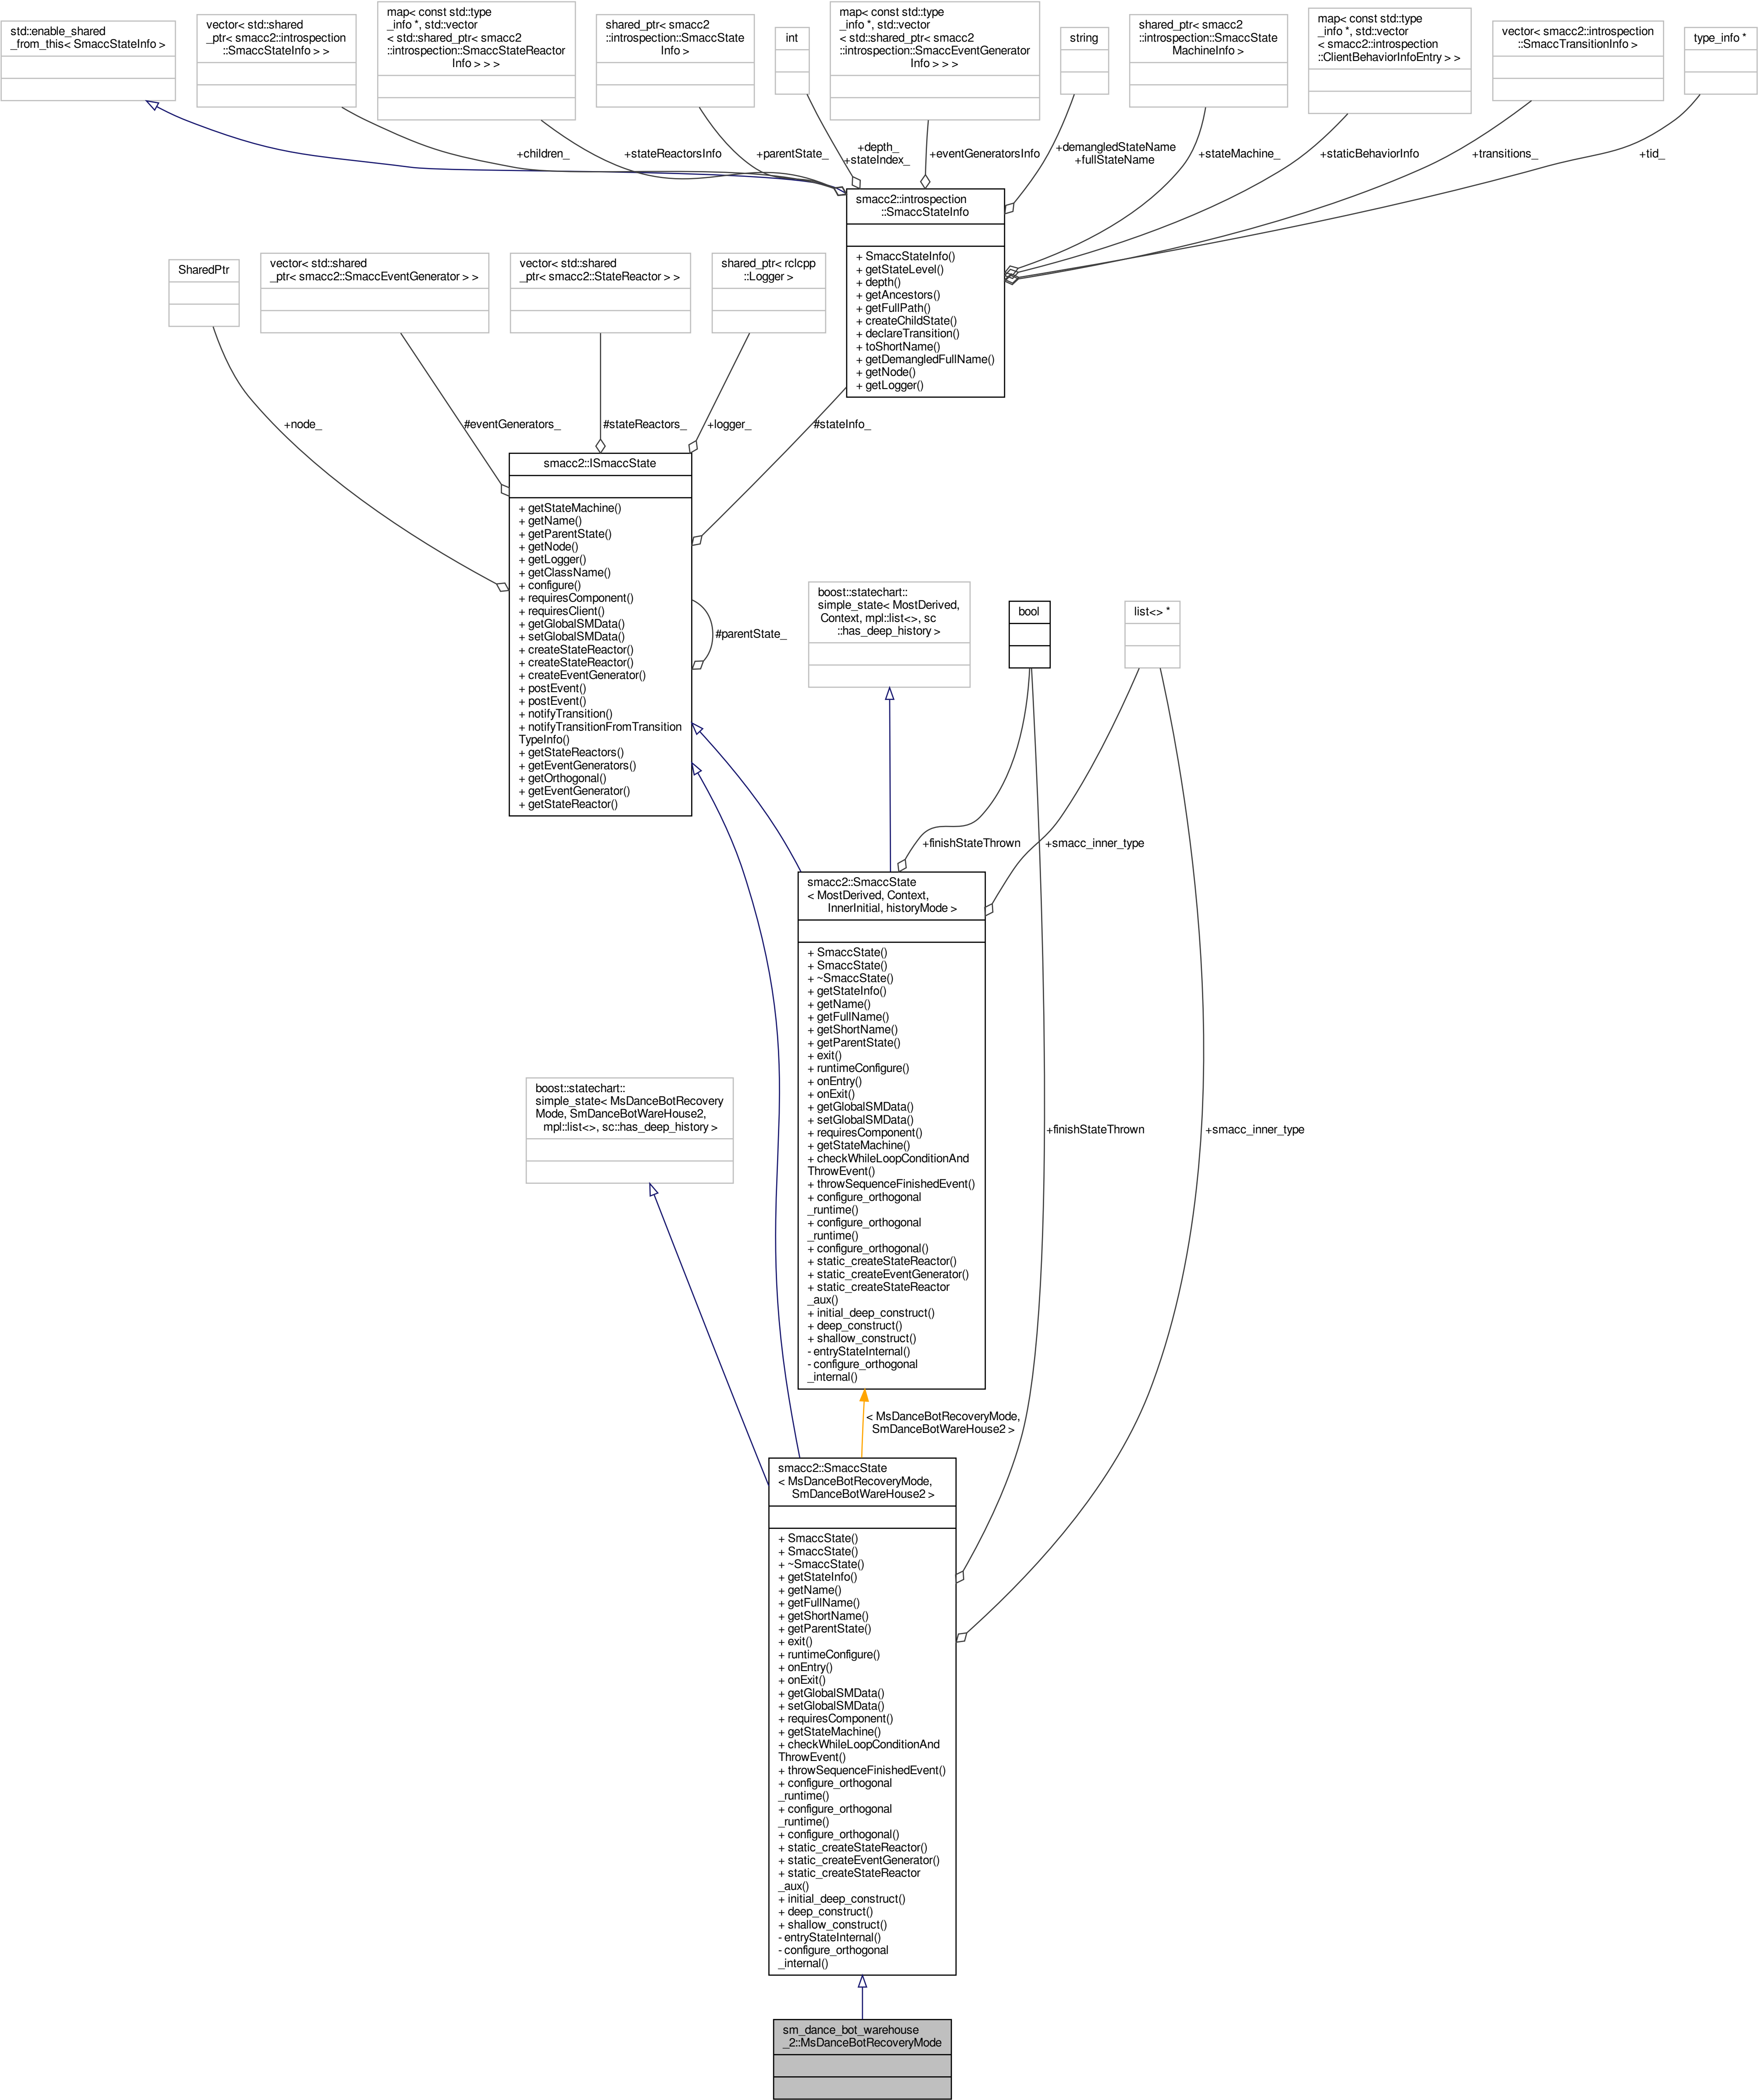 std::enable_shared
_from_this< SmaccStateInfo >
vector< std::shared
_ptr< smacc2::introspection
::SmaccStateInfo > >
map< const std::type
_info *, std::vector
< std::shared_ptr< smacc2
::introspection::SmaccStateReactor
Info > > >
shared_ptr< smacc2
::introspection::SmaccState
Info >
int
map< const std::type
_info *, std::vector
< std::shared_ptr< smacc2
::introspection::SmaccEventGenerator
Info > > >
string
shared_ptr< smacc2
::introspection::SmaccState
MachineInfo >
map< const std::type
_info *, std::vector
< smacc2::introspection
::ClientBehaviorInfoEntry > >
vector< smacc2::introspection
::SmaccTransitionInfo >
type_info *
+children_
+stateReactorsInfo
+parentState_
+depth_
+stateIndex_
+eventGeneratorsInfo
+demangledStateName
+fullStateName
+stateMachine_
+staticBehaviorInfo
+transitions_
+tid_
smacc2::introspection
::SmaccStateInfo
+ SmaccStateInfo()
+ getStateLevel()
+ depth()
+ getAncestors()
+ getFullPath()
+ createChildState()
+ declareTransition()
+ toShortName()
+ getDemangledFullName()
+ getNode()
+ getLogger()
SharedPtr
vector< std::shared
_ptr< smacc2::SmaccEventGenerator > >
vector< std::shared
_ptr< smacc2::StateReactor > >
shared_ptr< rclcpp
::Logger >
+node_
#eventGenerators_
#stateReactors_
+logger_
#stateInfo_
smacc2::ISmaccState
+ getStateMachine()
+ getName()
+ getParentState()
+ getNode()
+ getLogger()
+ getClassName()
+ configure()
+ requiresComponent()
+ requiresClient()
+ getGlobalSMData()
+ setGlobalSMData()
+ createStateReactor()
+ createStateReactor()
+ createEventGenerator()
+ postEvent()
+ postEvent()
+ notifyTransition()
+ notifyTransitionFromTransition
TypeInfo()
+ getStateReactors()
+ getEventGenerators()
+ getOrthogonal()
+ getEventGenerator()
+ getStateReactor()
#parentState_
boost::statechart::
simple_state< MostDerived,
Context, mpl::list<>, sc
::has_deep_history >
bool
list<> *
+finishStateThrown
+smacc_inner_type
smacc2::SmaccState
< MostDerived, Context,
InnerInitial, historyMode >
+ SmaccState()
+ SmaccState()
+ ~SmaccState()
+ getStateInfo()
+ getName()
+ getFullName()
+ getShortName()
+ getParentState()
+ exit()
+ runtimeConfigure()
+ onEntry()
+ onExit()
+ getGlobalSMData()
+ setGlobalSMData()
+ requiresComponent()
+ getStateMachine()
+ checkWhileLoopConditionAnd
ThrowEvent()
+ throwSequenceFinishedEvent()
+ configure_orthogonal
_runtime()
+ configure_orthogonal
_runtime()
+ configure_orthogonal()
+ static_createStateReactor()
+ static_createEventGenerator()
+ static_createStateReactor
_aux()
+ initial_deep_construct()
+ deep_construct()
+ shallow_construct()
- entryStateInternal()
- configure_orthogonal
_internal()
boost::statechart::
simple_state< MsDanceBotRecovery
Mode, SmDanceBotWareHouse2,
mpl::list<>, sc::has_deep_history >
+finishStateThrown
+smacc_inner_type
< MsDanceBotRecoveryMode,
SmDanceBotWareHouse2 >
smacc2::SmaccState
< MsDanceBotRecoveryMode,
SmDanceBotWareHouse2 >
+ SmaccState()
+ SmaccState()
+ ~SmaccState()
+ getStateInfo()
+ getName()
+ getFullName()
+ getShortName()
+ getParentState()
+ exit()
+ runtimeConfigure()
+ onEntry()
+ onExit()
+ getGlobalSMData()
+ setGlobalSMData()
+ requiresComponent()
+ getStateMachine()
+ checkWhileLoopConditionAnd
ThrowEvent()
+ throwSequenceFinishedEvent()
+ configure_orthogonal
_runtime()
+ configure_orthogonal
_runtime()
+ configure_orthogonal()
+ static_createStateReactor()
+ static_createEventGenerator()
+ static_createStateReactor
_aux()
+ initial_deep_construct()
+ deep_construct()
+ shallow_construct()
- entryStateInternal()
- configure_orthogonal
_internal()
sm_dance_bot_warehouse
_2::MsDanceBotRecoveryMode